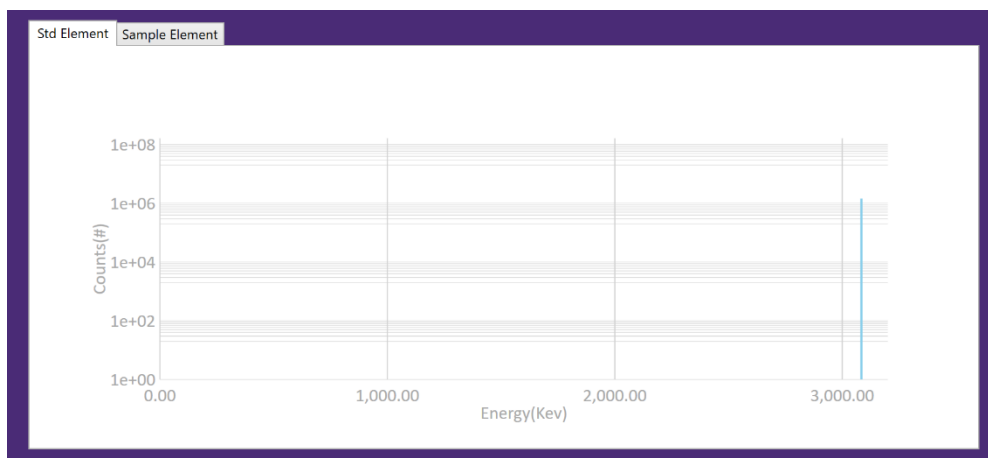 Std Element
Sample Element
1e+08
1e+06
Counts(#)
1e+04
1e+02
1e+00
0.00 1,000.00 2,000.00 3,000.00
Energy(Kev)